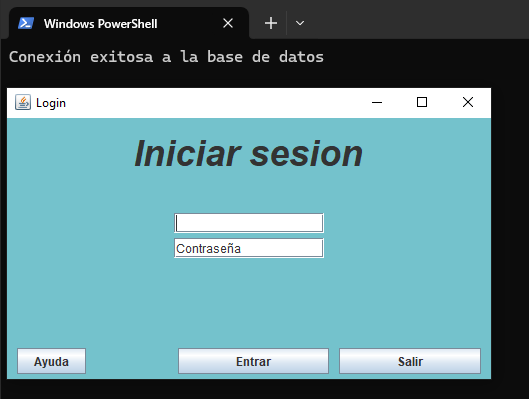 Windows PowerShell
Conexión exitosa a la base de datos
Login
Iniciar sesion
Contraseña
Ayuda
Entrar
Salir